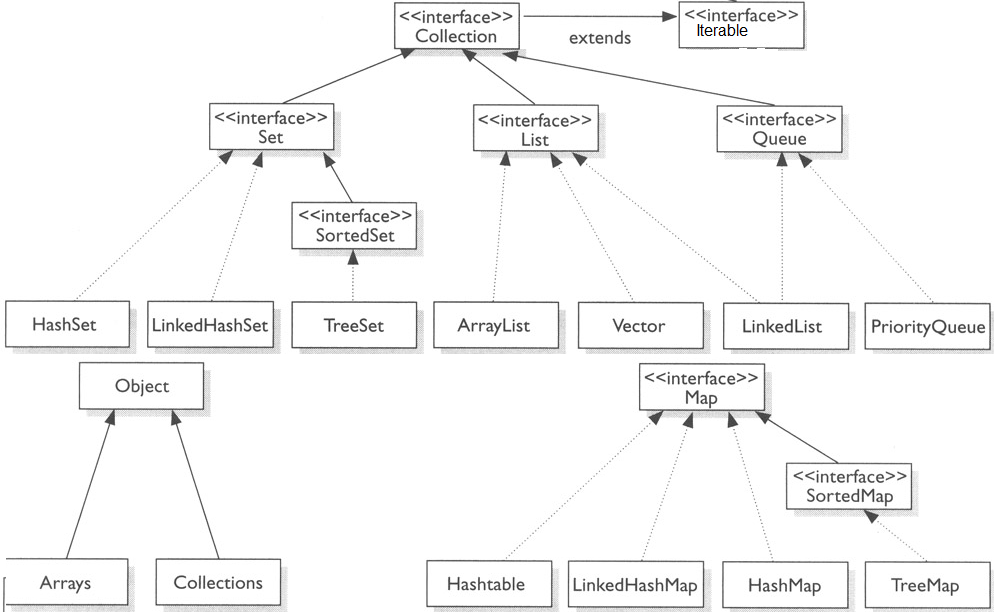 <<interface>>
Collection
extends
<<interface>>
Iterable
<<interface>>
Set
<<interface>>
List
<<interface>>
Queue
<<interface>>
SortedSet
HashSet
LinkedHashSet
TreeSet
ArrayList
Vector
LinkedList
PriorityQueue
Object
<<interface>>
Map
<<interface>>
SortedMap
Arrays
Collections
Hashtable
LinkedHashMap
HashMap
TreeMap